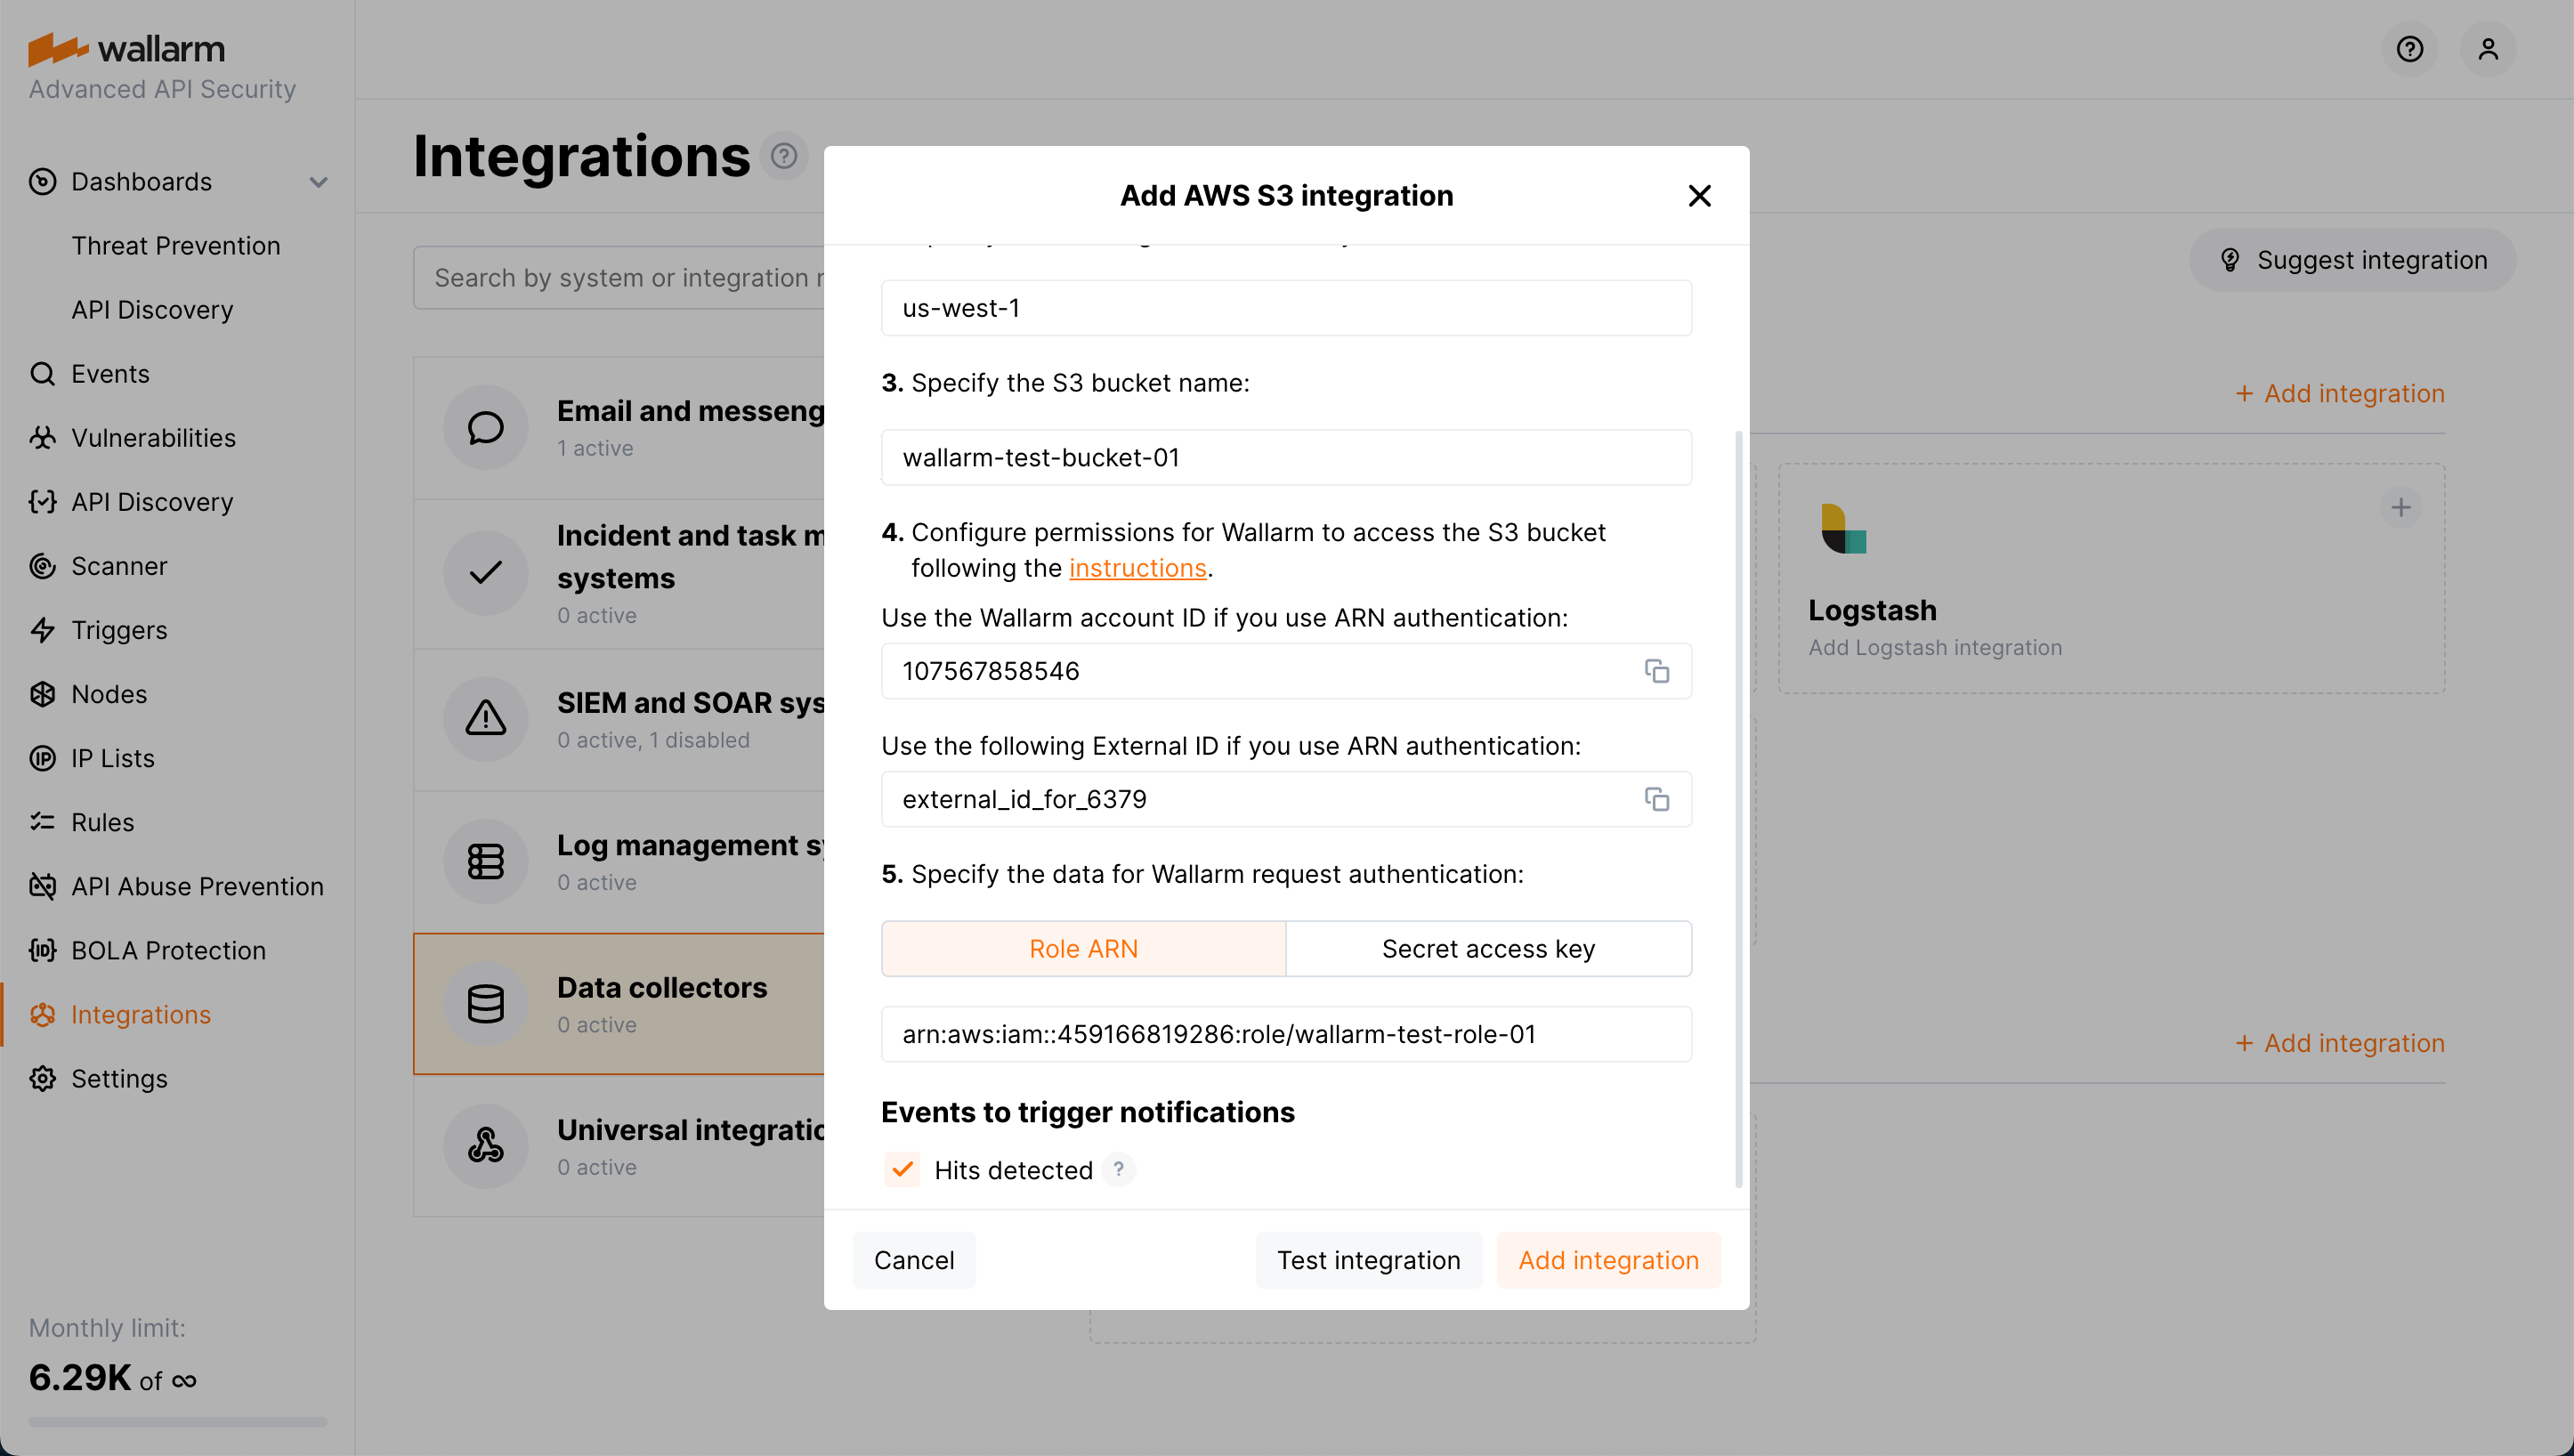 wallarm
Advanced API Security
Dashboards
Threat Prevention
API Discovery
Events
Vulnerabilities
API Discovery
Scanner
Triggers
Nodes
IP Lists
Rules
API Abuse Prevention
BOLA Protection
Integrations
Settings
Monthly limit:
6.29K of ∞
Integrations ?
Search by system or integration
Suggest integration
Email and messeng
1 active
Incident and task m
systems
0 active
SIEM and SOAR sys
0 active, 1 disabled
Log management sy
0 active
Data collectors
0 active
Universal integratio
0 active
+ Add integration
Logstash
Add Logstash integration
+ Add integration
Add AWS S3 integration
us-west-1
3. Specify the S3 bucket name:
wallarm-test-bucket-01
4. Configure permissions for Wallarm to access the S3 bucket
following the instructions.
Use the Wallarm account ID if you use ARN authentication:
107567858546
Use the following External ID if you use ARN authentication:
external_id_for_6379
5. Specify the data for Wallarm request authentication:
Role ARN Secret access key
arn:aws:iam::459166819286:role/wallarm-test-role-01
Events to trigger notifications
Hits detected ?
Cancel Test integration Add integration